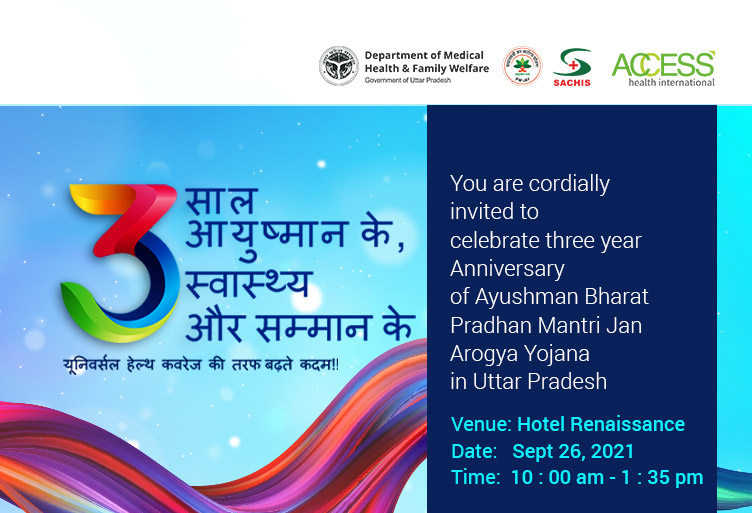 Department of Medical
Health & Family Welfare
Government of Uttar Pradesh
PM-JAY
SACHIS
ACCESS
health international
3 साल
आयुष्मान के,
स्वास्थ्य
और सम्मान के
यूनिवर्सल हेल्थ कवरेज की तरफ बढ़ते कदम!!
You are cordially
invited to
celebrate three year
Anniversary
of Ayushman Bharat
Pradhan Mantri Jan
Arogya Yojana
in Uttar Pradesh
Venue: Hotel Renaissance
Date: Sept 26, 2021
Time: 10 : 00 am - 1 : 35 pm